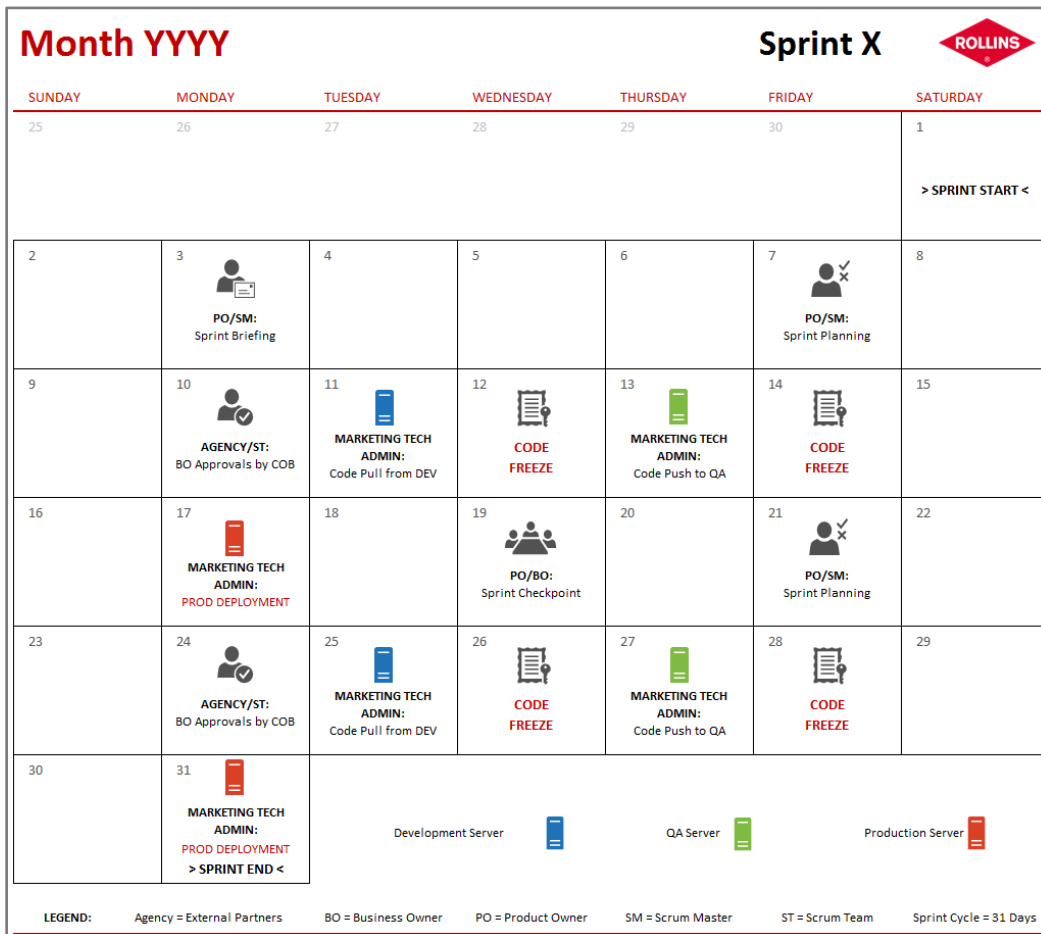 Month YYYY
Sprint X
ROLLINS
®
SUNDAY MONDAY TUESDAY WEDNESDAY THURSDAY FRIDAY SATURDAY
25 26 27 28 29 30 1
> SPRINT START <
2 3 4 5 6 7 8
PO/SM: PO/SM:
Sprint Briefing Sprint Planning
9 10 11 12 13 14 15
AGENCY/ST:
BO Approvals by COB
MARKETING TECH
ADMIN:
Code Pull from DEV
CODE
FREEZE
MARKETING TECH
ADMIN:
Code Push to QA
CODE
FREEZE
16 17 18 19 20 21 22
MARKETING TECH
ADMIN:
PROD DEPLOYMENT
PO/BO:
Sprint Checkpoint
PO/SM:
Sprint Planning
23 24 25 26 27 28 29
AGENCY/ST:
BO Approvals by COB
MARKETING TECH
ADMIN:
Code Pull from DEV
CODE
FREEZE
MARKETING TECH
ADMIN:
Code Push to QA
CODE
FREEZE
30 31
MARKETING TECH
ADMIN:
PROD DEPLOYMENT
> SPRINT END <
Development Server QA Server Production Server
LEGEND: Agency = External Partners BO = Business Owner PO = Product Owner SM = Scrum Master ST = Scrum Team Sprint Cycle = 31 Days